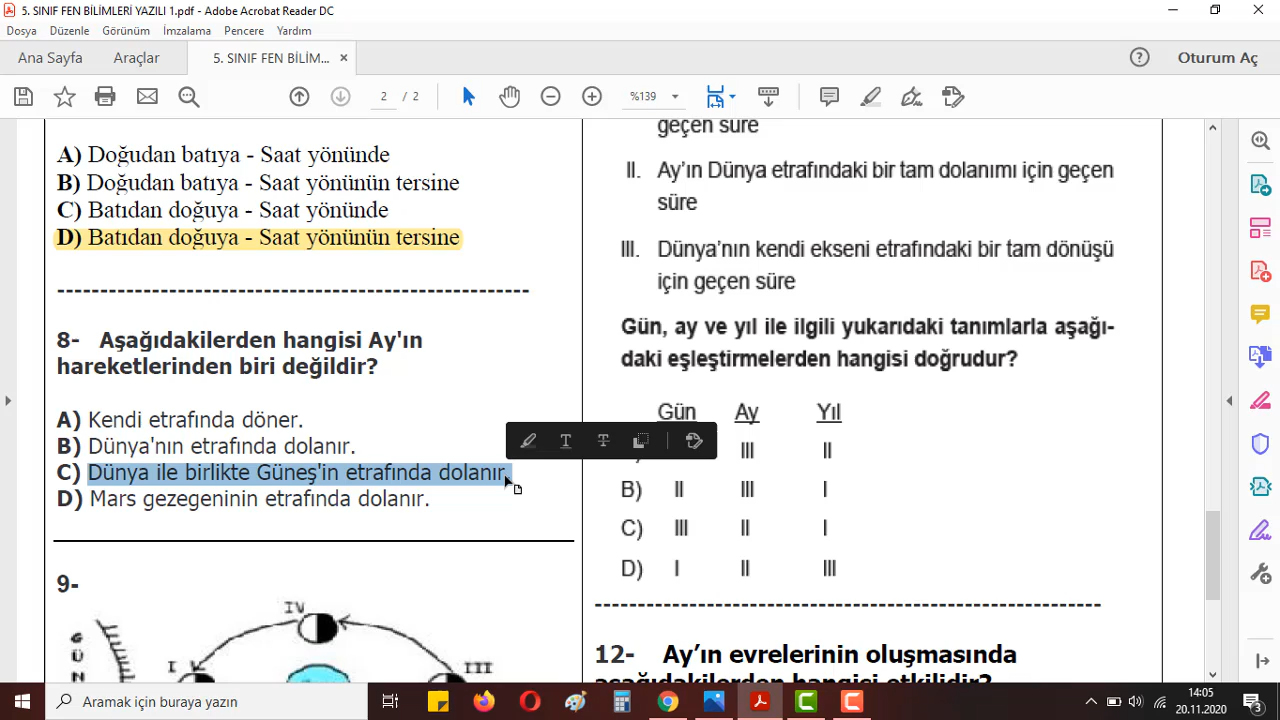 5. SINIF FEN BİLİMLERİ YAZILI 1.pdf - Adobe Acrobat Reader DC
Dosya Düzenle Görünüm İmzalama Pencere Yardım
Ana Sayfa Araçlar 5. SINIF FEN BİLİM... × Oturum Aç
2 / 2 %139
A) Doğudan batıya - Saat yönünde
B) Doğudan batıya - Saat yönünün tersine
C) Batıdan doğuya - Saat yönünde
D) Batıdan doğuya - Saat yönünün tersine
8- Aşağıdakilerden hangisi Ay'ın
hareketlerinden biri değildir?
A) Kendi etrafında döner.
B) Dünya'nın etrafında dolanır.
C) Dünya ile birlikte Güneş'in etrafında dolanır.
D) Mars gezegeninin etrafında dolanır.
9-
IV
G
Ü
N
I
III
geçen süre
II. Ay'ın Dünya etrafındaki bir tam dolanımı için geçen
süre
III. Dünya'nın kendi ekseni etrafındaki bir tam dönüşü
için geçen süre
Gün, ay ve yıl ile ilgili yukarıdaki tanımlarla aşağı-
daki eşleştirmelerden hangisi doğrudur?
Gün Ay Yıl
III II
B) II III I
C) III II I
D) I II III
12- Ay'ın evrelerinin oluşmasında
aşağıdakilerden hangisi etkilidir?
Aramak için buraya yazın
14:05
20.11.2020
3